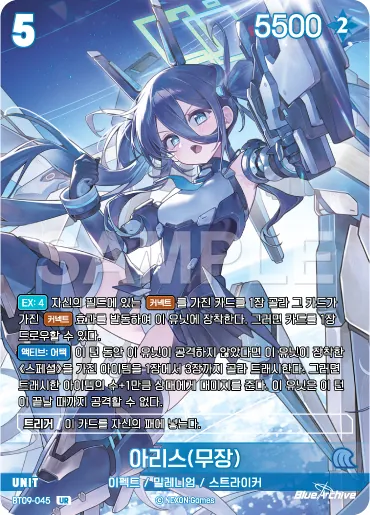 5
5500
2
SAMPLE
EX: 4 자신의 필드에 있는 커넥트 를 가진 카드를 1장 골라 그 카드가
가진 커넥트 효과를 발동하여 이 유닛에 장착한다. 그러면 카드를 1장
드로우할 수 있다.
액티브: 어택 이 턴 동안 이 유닛이 공격하지 않았다면 이 유닛이 장착한
<스페셜>을 가진 아이템을 1장에서 3장까지 골라 트래시한다. 그러면
트래시한 아이템의 수+1만큼 상대에게 대미지를 준다. 이 유닛은 이 턴
이 끝날 때까지 공격할 수 없다.
트리거 / 이 카드를 자신의 패에 넣는다.
아리스(무장)
UNIT
이펙트 / 밀레니엄 / 스트라이커
BT09-045 UR
© NEXON Games
Blue Archive